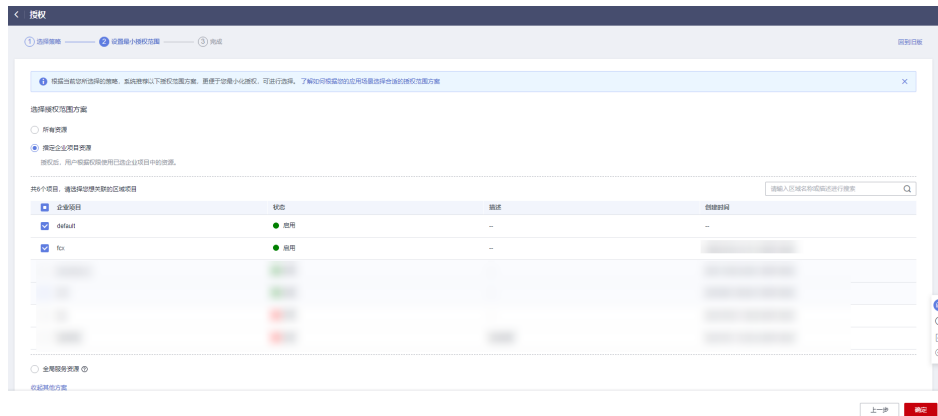 授权
1 选择策略 2 设置最小授权范围 3 完成 回到旧版
根据当前您所选择的策略，系统推荐以下授权范围方案，更便于您最小化授权，可进行选择。了解如何根据您的应用场景选择合适的授权范围方案
选择授权范围方案
所有资源
指定企业项目资源
授权后，用户根据权限使用已选企业项目中的资源。
共6个项目，请选择您想关联的区域项目 请输入区域名称或描述进行搜索
企业项目 状态 描述 创建时间
default 启用 -- --
fcx 启用 --
全局服务资源
收起其他方案
上一步 确定